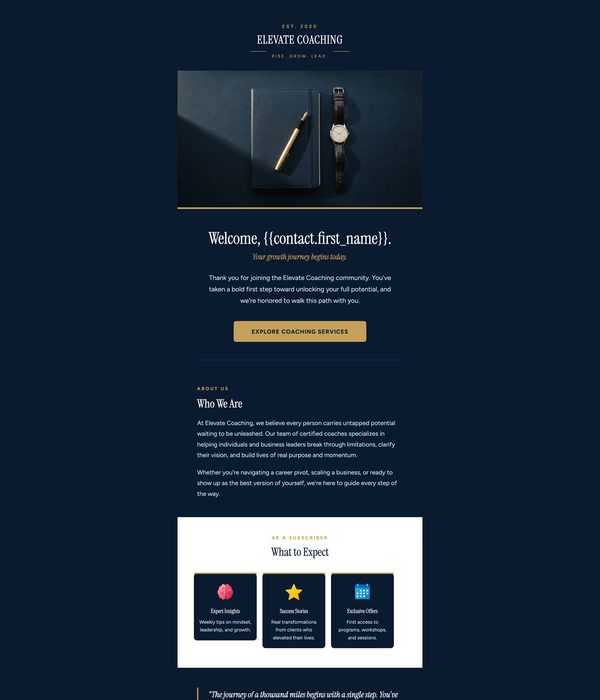 EST. 2020
ELEVATE COACHING
RISE. GROW. LEAD.
Welcome, {{contact.first_name}}.
Your growth journey begins today.
Thank you for joining the Elevate Coaching community. You've
taken a bold first step toward unlocking your full potential, and
we're honored to walk this path with you.
EXPLORE COACHING SERVICES
ABOUT US
Who We Are
At Elevate Coaching, we believe every person carries untapped potential
waiting to be unleashed. Our team of certified coaches specializes in
helping individuals and business leaders break through limitations, clarify
their vision, and build lives of real purpose and momentum.
Whether you're navigating a career pivot, scaling a business, or ready to
show up as the best version of yourself, we're here to guide every step of
the way.
AS A SUBSCRIBER
What to Expect
Expert Insights
Weekly tips on mindset,
leadership, and growth.
Success Stories
Real transformations
from clients who
elevated their lives.
Exclusive Offers
First access to
programs, workshops,
and sessions.
"The journey of a thousand miles begins with a single step. You've